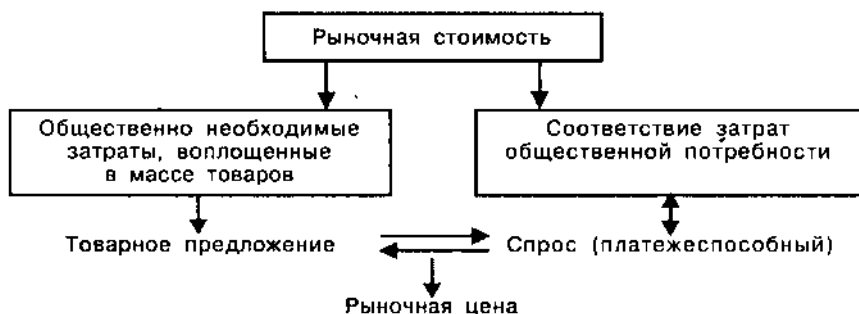 Рыночная стоимость
Общественно необходимые
затраты, воплощенные
в массе товаров
Соответствие затрат
общественной потребности
Товарное предложение
Спрос (платежеспособный)
Рыночная цена